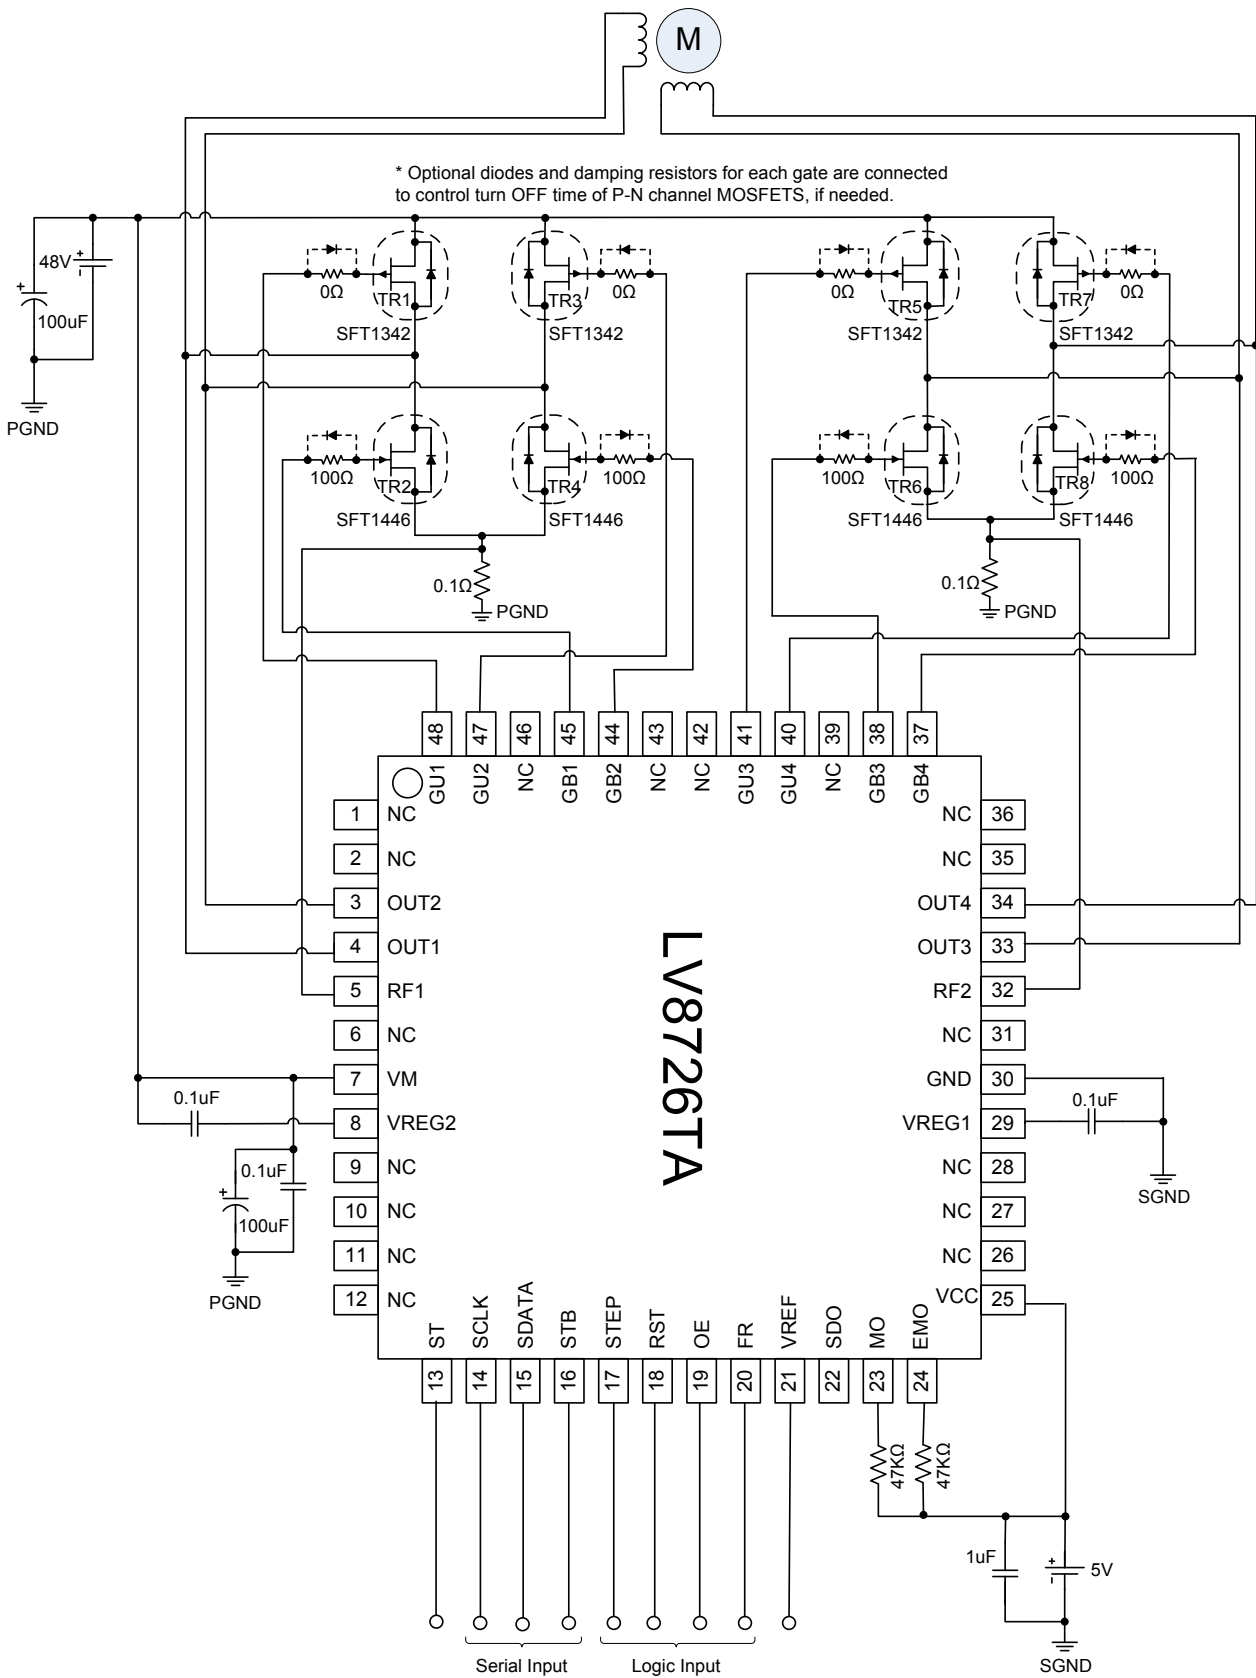 M
* Optional diodes and damping resistors for each gate are connected
to control turn OFF time of P-N channel MOSFETS, if needed.
48V
+
-
+
100uF
PGND
0Ω
TR1
SFT1342
TR3
0Ω
SFT1342
0Ω
TR5
SFT1342
TR7
0Ω
SFT1342
100Ω
TR2
SFT1446
TR4
100Ω
SFT1446
100Ω
TR6
SFT1446
TR8
100Ω
SFT1446
0.1Ω
PGND
0.1Ω
PGND
48
47
46
45
44
43
42
41
40
39
38
37
GU1
GU2
NC
GB1
GB2
NC
NC
GU3
GU4
NC
GB3
GB4
1 NC
2 NC
3 OUT2
4 OUT1
5 RF1
6 NC
7 VM
8 VREG2
9 NC
10 NC
11 NC
12 NC
0.1uF
0.1uF
+
100uF
PGND
LV8726TA
NC 36
NC 35
OUT4 34
OUT3 33
RF2 32
NC 31
GND 30
VREG1 29
NC 28
NC 27
NC 26
VCC 25
0.1uF
SGND
ST
SCLK
SDATA
STB
STEP
RST
OE
FR
VREF
SDO
MO
EMO
13
14
15
16
17
18
19
20
21
22
23
24
47KΩ
47KΩ
1uF
+
-
5V
SGND
Serial Input
Logic Input